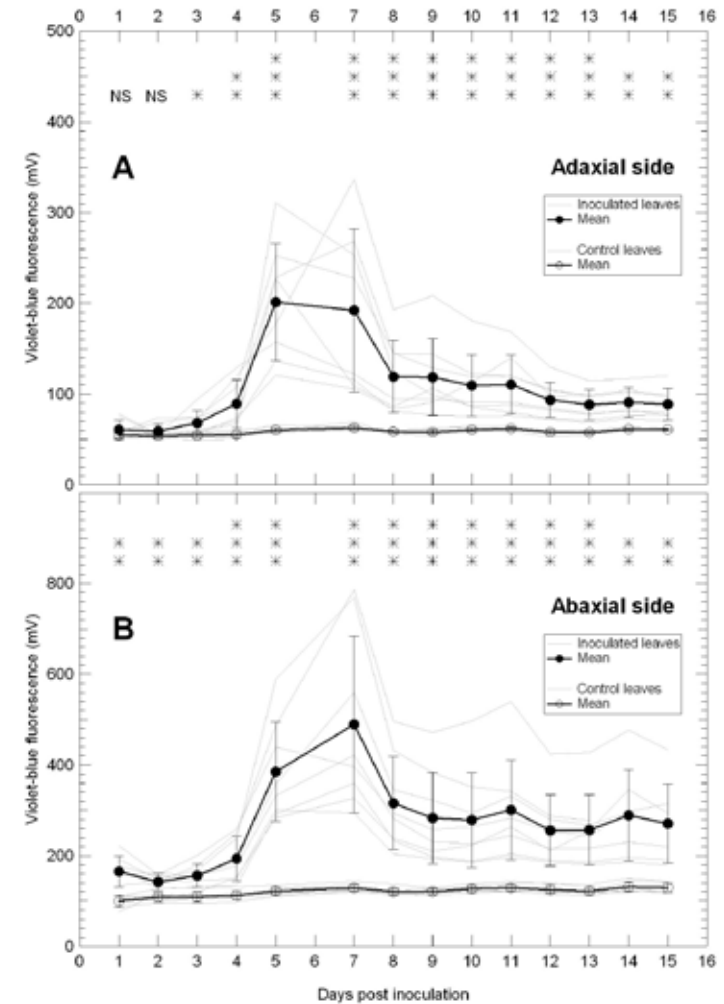 0 1 2 3 4 5 6 7 8 9 10 11 12 13 14 15 16
500
400
300
200
100
0
Violet-blue fluorescence (mV)
NS NS * * * * * * * * * * * * * * * * * * * * * * * * * * * * * * * * *
A
Adaxial side
Inoculated leaves
Mean
Control leaves
Mean
800
600
400
200
0
Violet-blue fluorescence (mV)
* * * * * * * * * * * * * * * * * * * * * * * * * * * * * * * * * * * * *
B
Abaxial side
Inoculated leaves
Mean
Control leaves
Mean
0 1 2 3 4 5 6 7 8 9 10 11 12 13 14 15 16
Days post inoculation